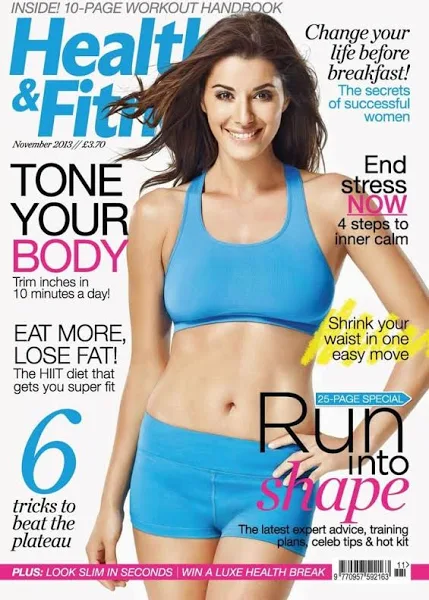 INSIDE! 10-PAGE WORKOUT HANDBOOK
Health
& Fitn
November 2013 // £3.70
Change your
life before
breakfast!
The secrets
of successful
women
TONE
YOUR
BODY
Trim inches in
10 minutes a day!
End
stress
NOW
4 steps to
inner calm
EAT MORE,
LOSE FAT!
The HIIT diet that
gets you super fit
Shrink your
waist in one
easy move
6
tricks to
beat the
plateau
25-PAGE SPECIAL
Run
into
shape
The latest expert advice, training
plans, celeb tips & hot kit
PLUS: LOOK SLIM IN SECONDS | WIN A LUXE HEALTH BREAK
11>
9 770957 592163